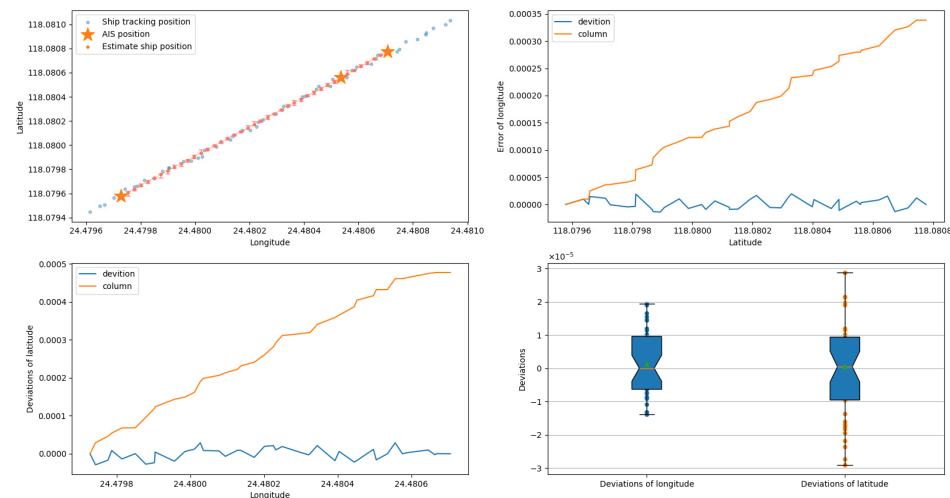 118.0810
118.0808
118.0806
118.0804
118.0802
118.0800
118.0798
118.0796
118.0794
Latitude
Ship tracking position
AIS position
Estimate ship position
24.4796 24.4798 24.4800 24.4802 24.4804 24.4806 24.4808 24.4810
Longitude
0.00035
0.00030
0.00025
0.00020
0.00015
0.00010
0.00005
0.00000
Error of longitude
devition
column
118.0796 118.0798 118.0800 118.0802 118.0804 118.0806 118.0808
Latitude
0.0005
0.0004
0.0003
0.0002
0.0001
0.0000
Deviations of latitude
devition
column
24.4798 24.4800 24.4802 24.4804 24.4806
Longitude
×10⁻⁵
3
2
1
0
−1
−2
−3
Deviations
Deviations of longitude Deviations of latitude